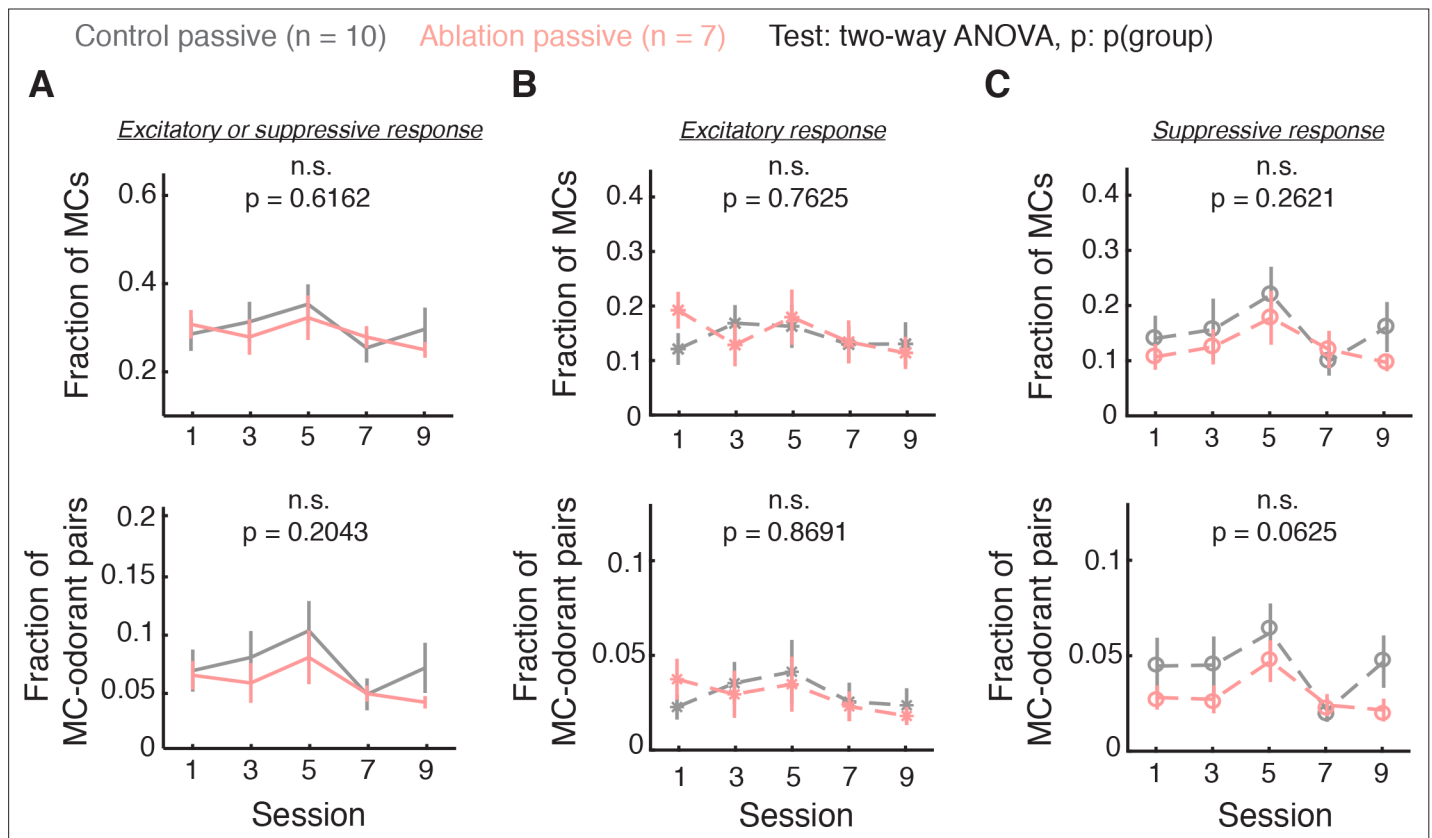 Control passive (n = 10) Ablation passive (n = 7) Test: two-way ANOVA, p: p(group)
A
Excitatory or suppressive response
n.s.
p = 0.6162
Fraction of MCs
0.6
0.4
0.2
1 3 5 7 9
n.s.
p = 0.2043
Fraction of
MC-odorant pairs
0.2
0.15
0.1
0.05
0
1 3 5 7 9
Session
B
Excitatory response
n.s.
p = 0.7625
Fraction of MCs
0.4
0.3
0.2
0.1
0
1 3 5 7 9
n.s.
p = 0.8691
Fraction of
MC-odorant pairs
0.1
0.05
0
1 3 5 7 9
Session
C
Suppressive response
n.s.
p = 0.2621
Fraction of MCs
0.4
0.3
0.2
0.1
0
1 3 5 7 9
n.s.
p = 0.0625
Fraction of
MC-odorant pairs
0.1
0.05
0
1 3 5 7 9
Session